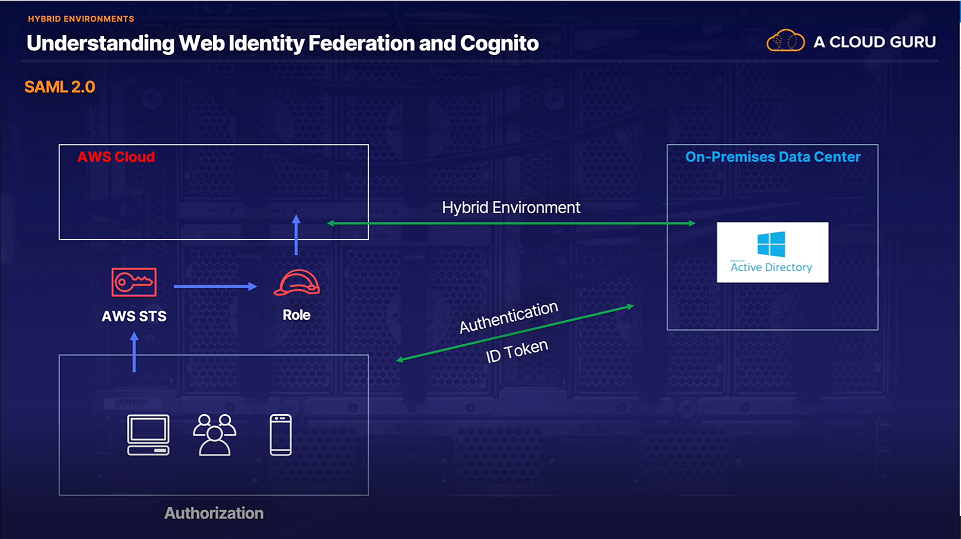 HYBRID ENVIRONMENTS
Understanding Web Identity Federation and Cognito
A CLOUD GURU
SAML 2.0
AWS Cloud
On-Premises Data Center
Hybrid Environment
Microsoft
Active Directory
AWS STS
Role
Authentication
ID Token
Authorization